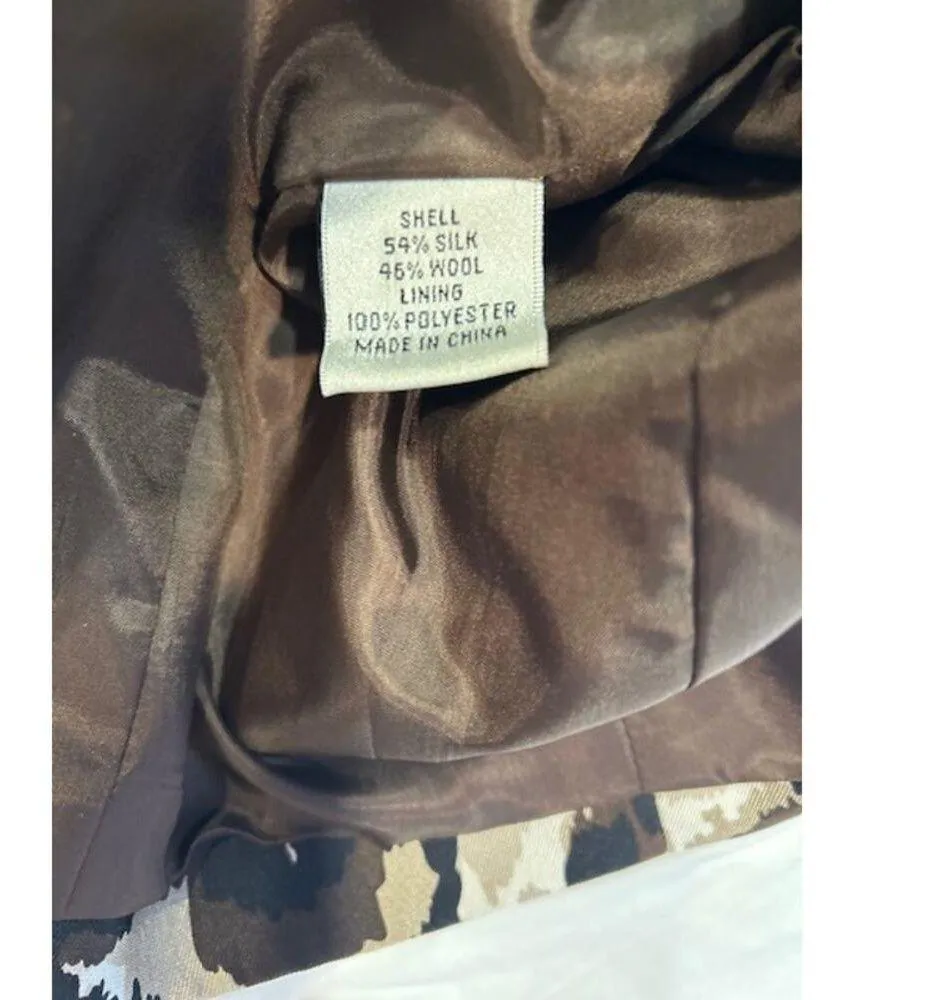 SHELL
54% SILK
46% WOOL
LINING
100% POLYESTER
MADE IN CHINA